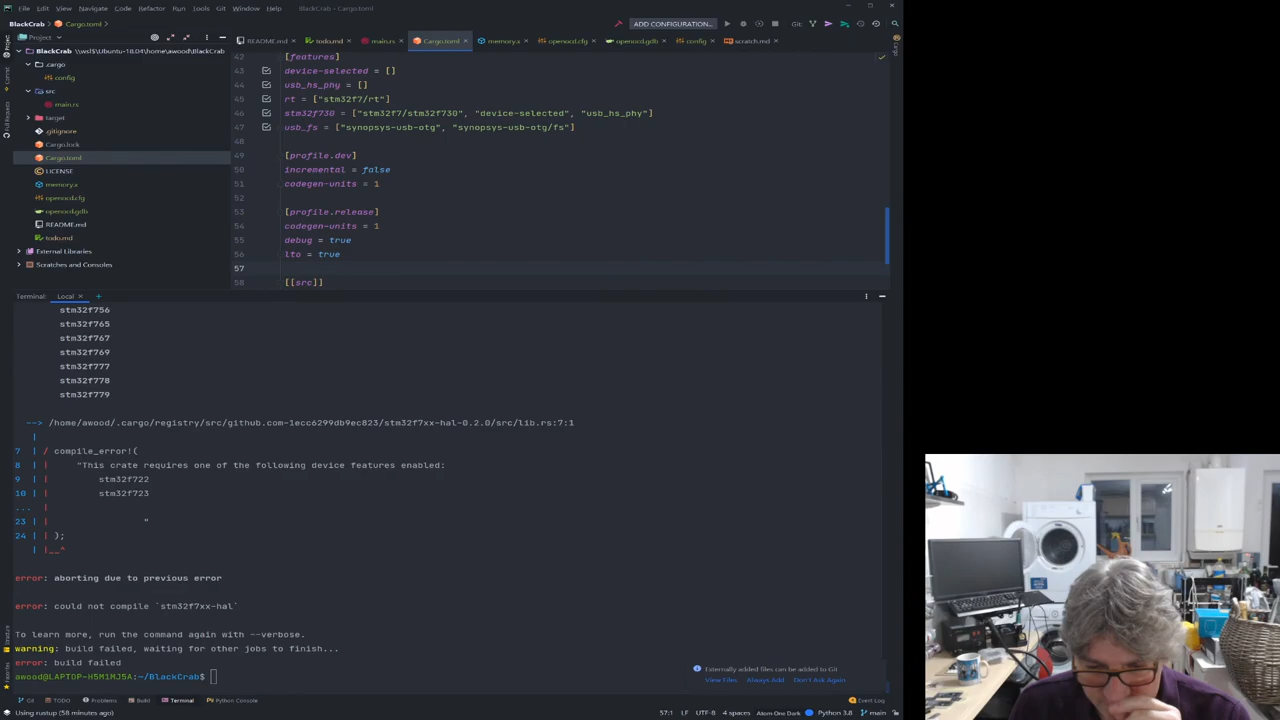 File Edit View Navigate Code Refactor Run Tools Git Window Help BlackCrab - Cargo.toml
BlackCrab Cargo.toml ADD CONFIGURATION... Git:
Project README.md todo.md main.rs Cargo.toml memory.x openocd.cfg openocd.gdb config scratch.md
BlackCrab \\wsl$\Ubuntu-18.04\home\awood\BlackCrab
.cargo
config
src
main.rs
target
.gitignore
Cargo.lock
Cargo.toml
LICENSE
memory.x
openocd.cfg
openocd.gdb
README.md
todo.md
External Libraries
Scratches and Consoles
Project
Commit
Pull Requests
Cargo
42 [features]
43 device-selected = []
44 usb_hs_phy = []
45 rt = ["stm32f7/rt"]
46 stm32f730 = ["stm32f7/stm32f730", "device-selected", "usb_hs_phy"]
47 usb_fs = ["synopsys-usb-otg", "synopsys-usb-otg/fs"]
48
49 [profile.dev]
50 incremental = false
51 codegen-units = 1
52
53 [profile.release]
54 codegen-units = 1
55 debug = true
56 lto = true
57
58 [[src]]
Terminal: Local
stm32f756
stm32f765
stm32f767
stm32f769
stm32f777
stm32f778
stm32f779
--> /home/awood/.cargo/registry/src/github.com-1ecc6299db9ec823/stm32f7xx-hal-0.2.0/src/lib.rs:7:1
|
7 | / compile_error!(
8 | | "This crate requires one of the following device features enabled:
9 | | stm32f722
10 | | stm32f723
... |
23 | | "
24 | | );
| |__^
error: aborting due to previous error
error: could not compile `stm32f7xx-hal`
To learn more, run the command again with --verbose.
warning: build failed, waiting for other jobs to finish...
error: build failed
awood@LAPTOP-H5M1MJ5A:~/BlackCrab$
Structure
Favorites
Externally added files can be added to Git
View Files Always Add Don't Ask Again
Git TODO Problems Build Terminal Python Console Event Log
Using rustup (58 minutes ago) 57:1 LF UTF-8 4 spaces Atom One Dark Python 3.8 main